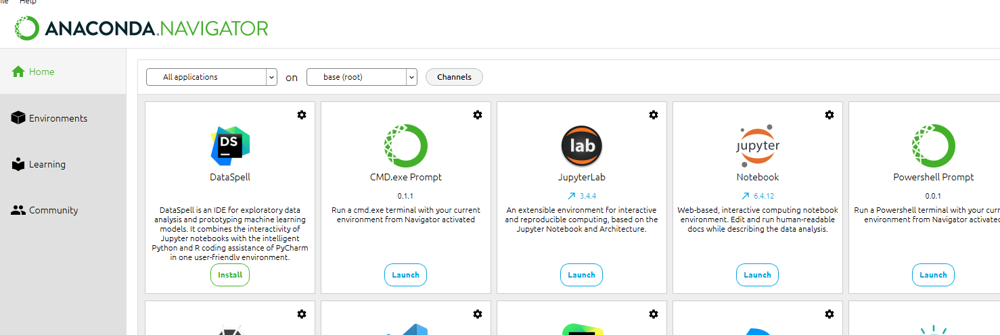 Help
ANACONDA.NAVIGATOR
Home
Environments
Learning
Community
All applications
on
base (root)
Channels
DS
DataSpell
DataSpell is an IDE for exploratory data
analysis and prototyping machine learning
models. It combines the interactivity of
Jupyter notebooks with the intelligent
Python and R coding assistance of PyCharm
in one user-friendly environment.
Install
CMD.exe Prompt
0.1.1
Run a cmd.exe terminal with your current
environment from Navigator activated
Launch
lab
JupyterLab
3.4.4
An extensible environment for interactive
and reproducible computing, based on the
Jupyter Notebook and Architecture.
Launch
jupyter
Notebook
6.4.12
Web-based, interactive computing notebook
environment. Edit and run human-readable
docs while describing the data analysis.
Launch
Powershell Prompt
0.0.1
Run a Powershell terminal with your
environment from Navigator activated
Launch